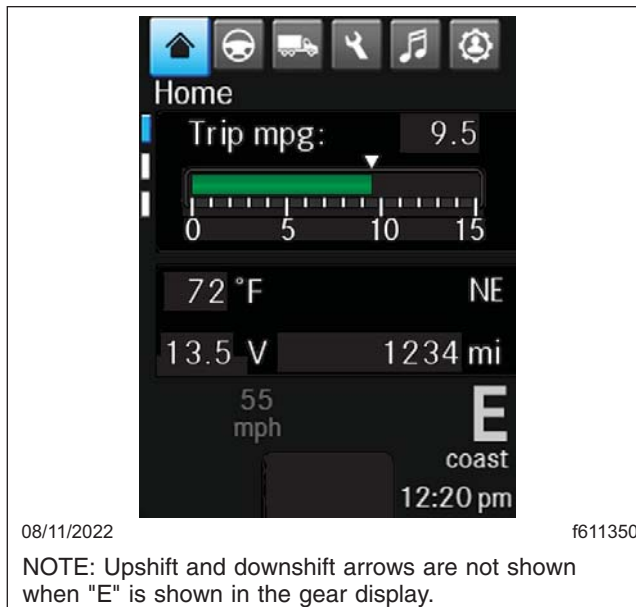 Home
Trip mpg: 9.5
0 5 10 15
72 °F NE
13.5 V 1234 mi
55
mph
E
coast
12:20 pm
08/11/2022 f611350
NOTE: Upshift and downshift arrows are not shown
when "E" is shown in the gear display.